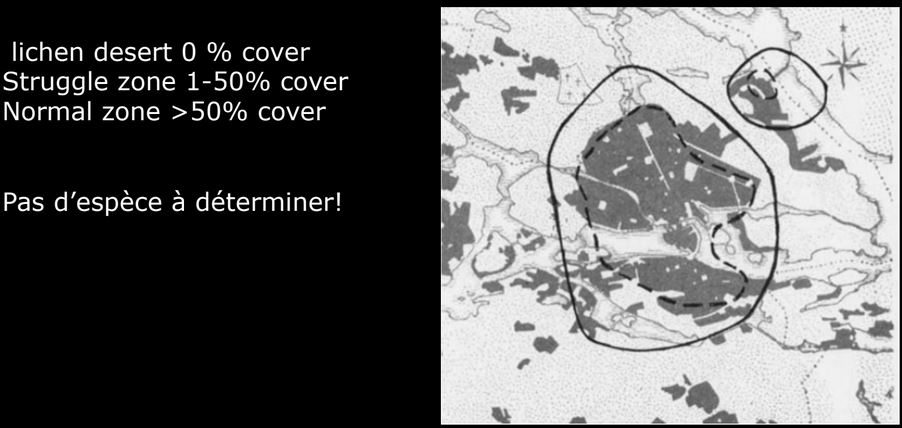 lichen desert 0 % cover
Struggle zone 1-50% cover
Normal zone >50% cover
Pas d’espèce à déterminer!